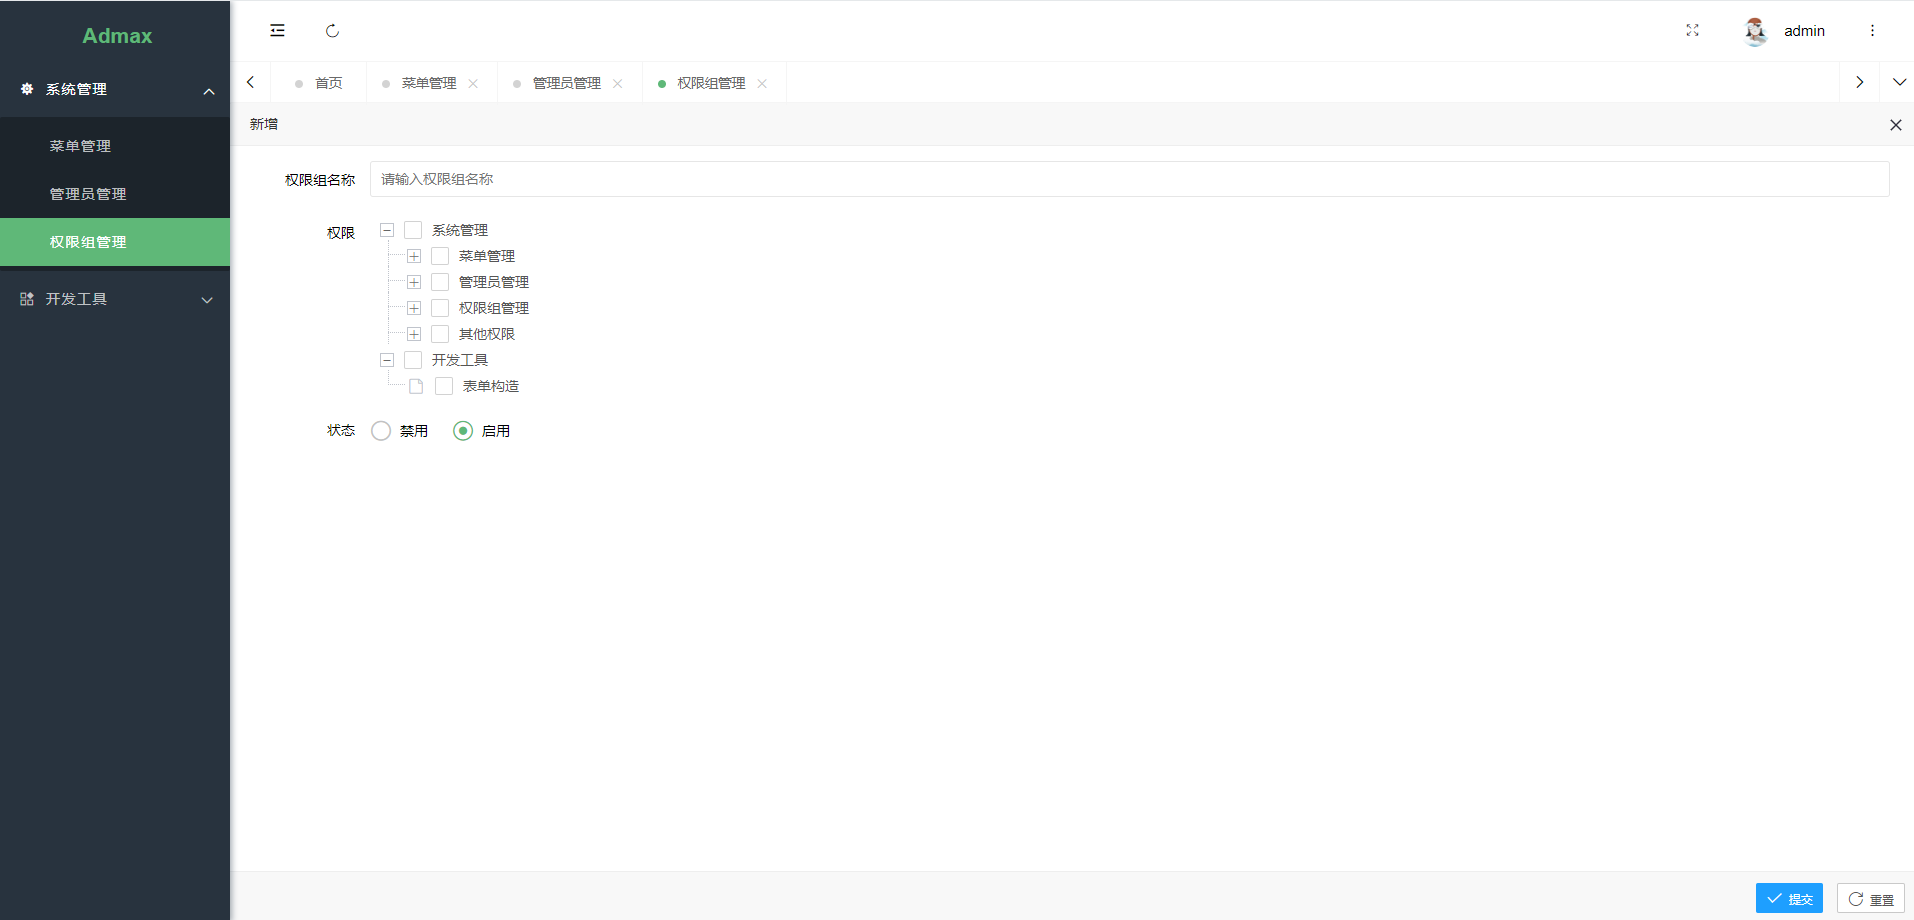 Admax
系统管理
菜单管理
管理员管理
权限组管理
开发工具
admin
首页 菜单管理 管理员管理 权限组管理
新增
权限组名称 请输入权限组名称
权限 系统管理
菜单管理
管理员管理
权限组管理
其他权限
开发工具
表单构造
状态 禁用 启用
提交 重置